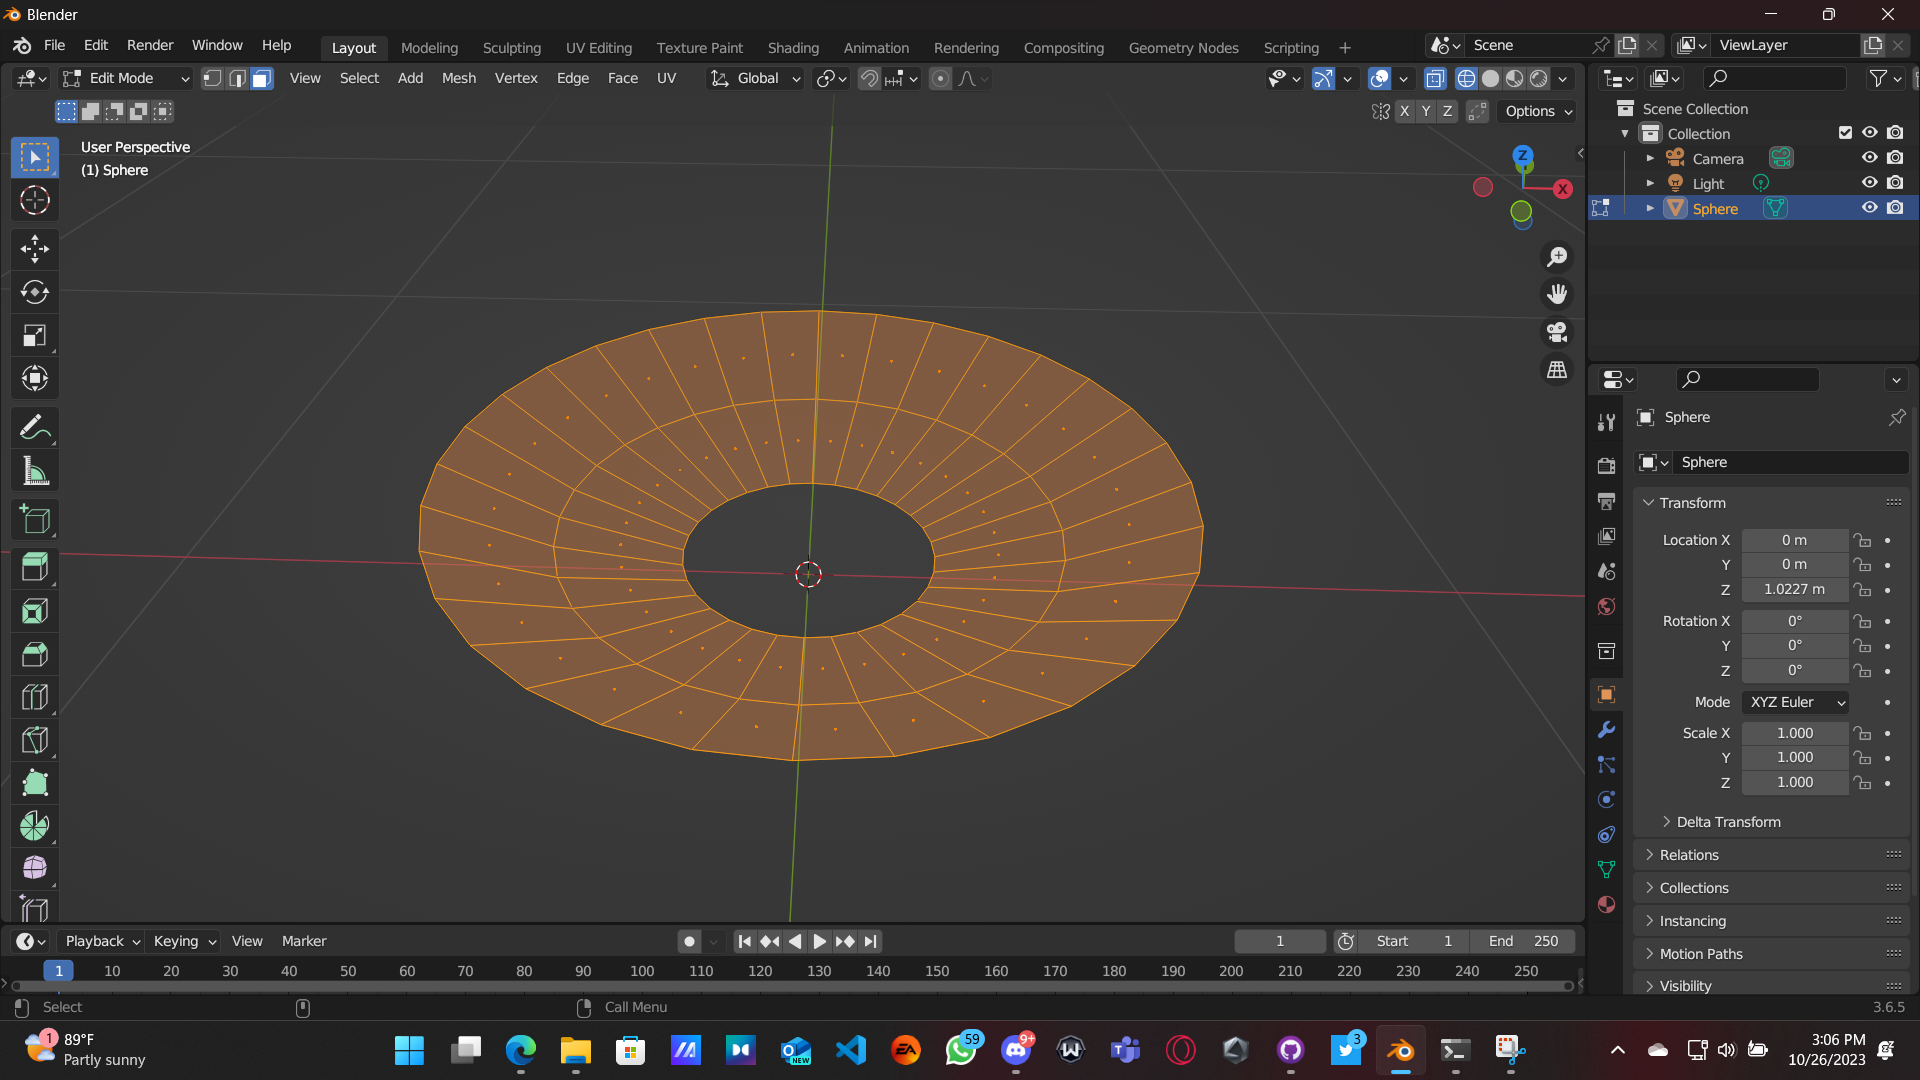 Blender
File Edit Render Window Help Layout Modeling Sculpting UV Editing Texture Paint Shading Animation Rendering Compositing Geometry Nodes Scripting + Scene ViewLayer
Edit Mode View Select Add Mesh Vertex Edge Face UV Global
X Y Z Options
User Perspective
(1) Sphere
Z
X
Scene Collection
Collection
Camera
Light
Sphere
Sphere
Sphere
Transform
Location X 0 m
Y 0 m
Z 1.0227 m
Rotation X 0°
Y 0°
Z 0°
Mode XYZ Euler
Scale X 1.000
Y 1.000
Z 1.000
Delta Transform
Relations
Collections
Instancing
Motion Paths
Visibility
Playback Keying View Marker 1 Start 1 End 250
1 10 20 30 40 50 60 70 80 90 100 110 120 130 140 150 160 170 180 190 200 210 220 230 240 250
Select Call Menu 3.6.5
1 89°F
Partly sunny
NEW
EA
59
9+
3
3:06 PM
10/26/2023